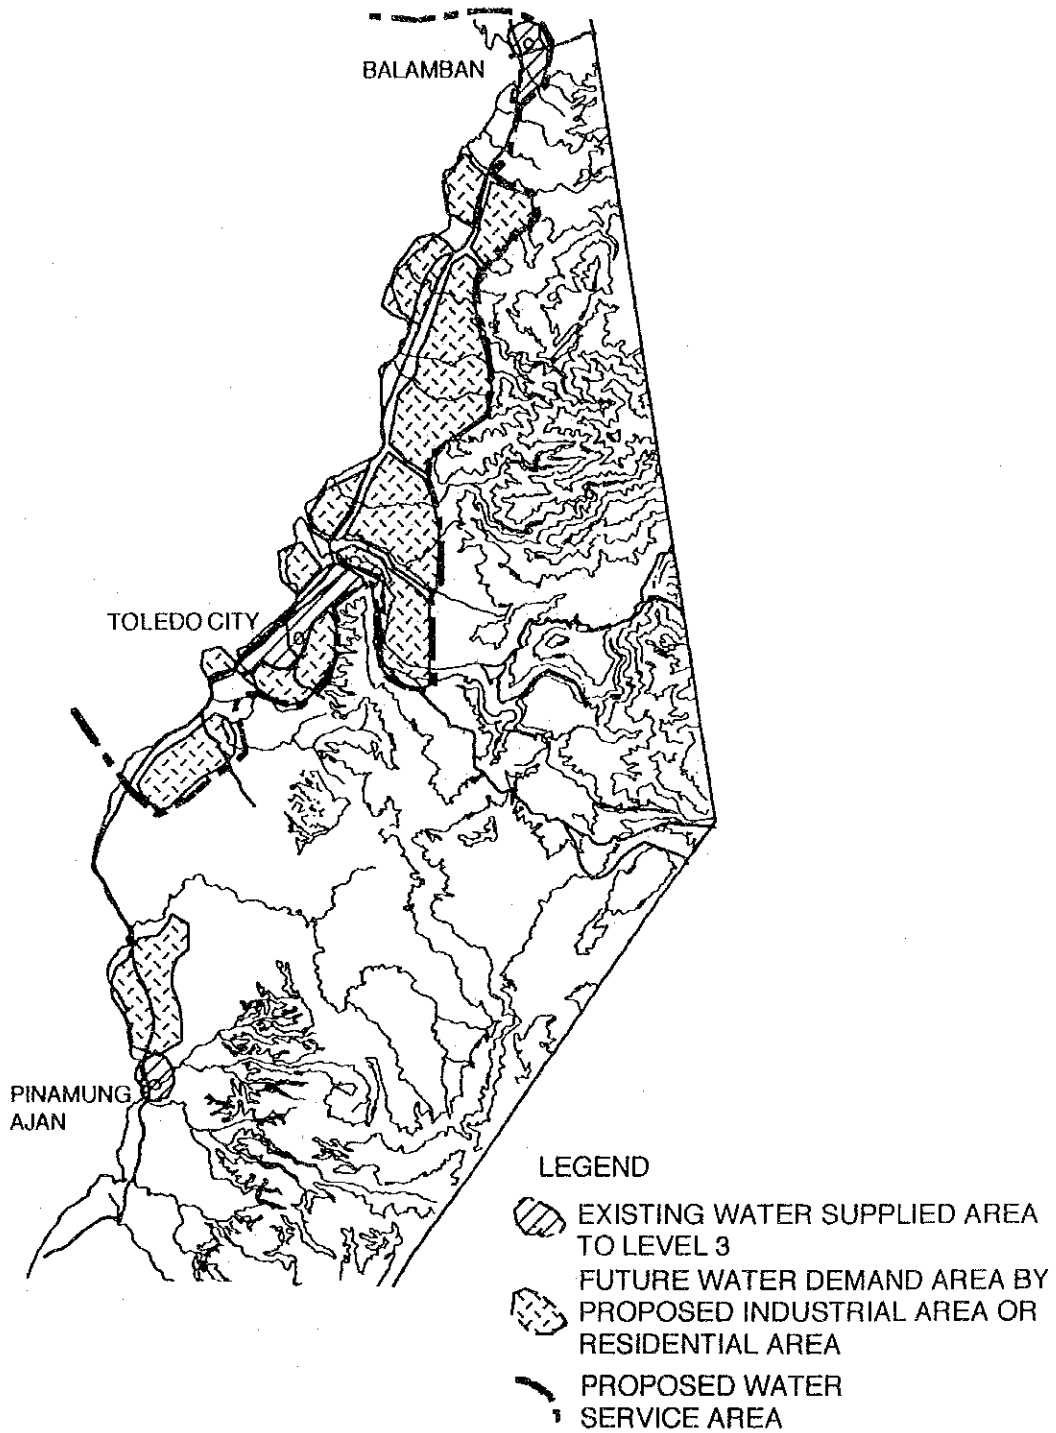 BALAMBAN
TOLEDO CITY
PINAMUNG
AJAN
LEGEND
EXISTING WATER SUPPLIED AREA
TO LEVEL 3
FUTURE WATER DEMAND AREA BY
PROPOSED INDUSTRIAL AREA OR
RESIDENTIAL AREA
PROPOSED WATER
SERVICE AREA